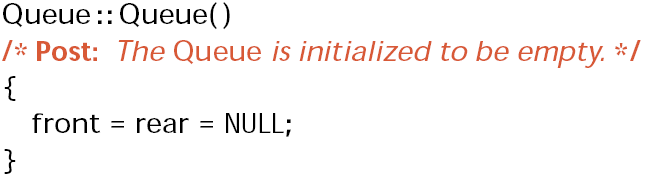 Queue :: Queue( )
/* Post: The Queue is initialized to be empty. */
{
front = rear = NULL;
}